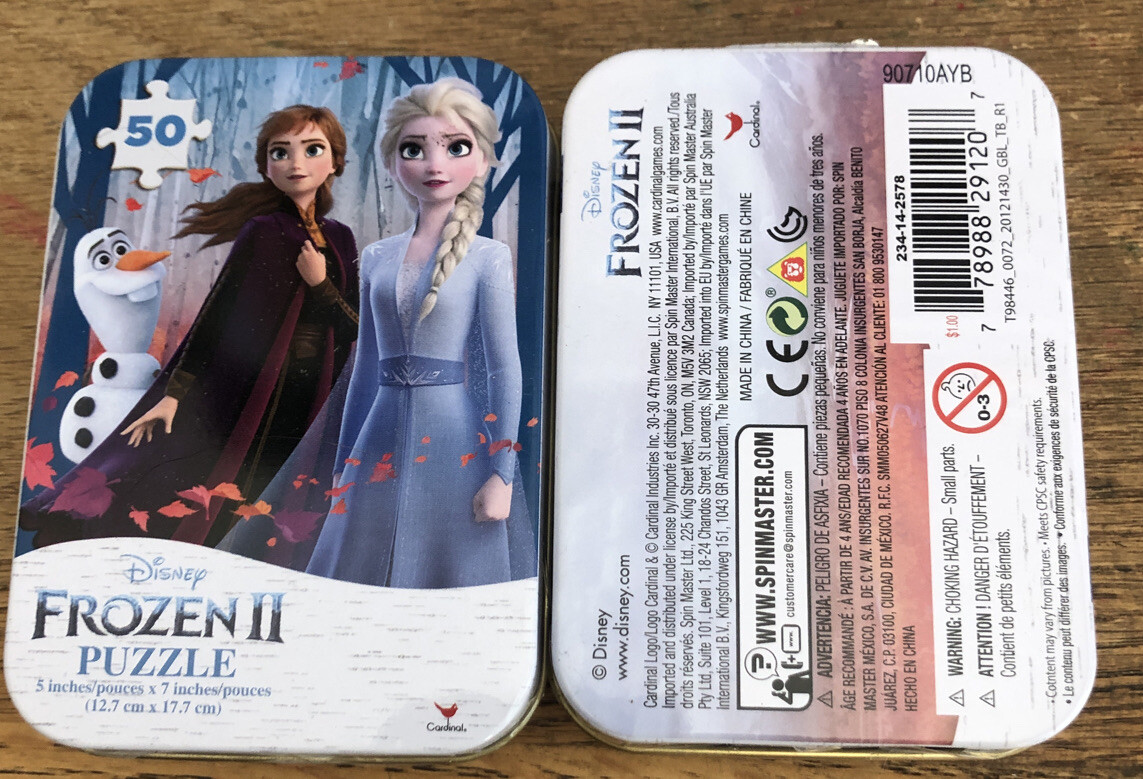 50
Disney
FROZEN II
PUZZLE
5 inches/pouces x 7 inches/pouces
(12.7 cm x 17.7 cm)
Cardinal®
Disney
FROZEN II
© Disney
www.disney.com
Cardinal Logo/Logo Cardinal & © Cardinal Industries Inc. 30-30 47th Avenue, L.I.C. NY 11101, USA www.cardinalgames.com
Imported and distributed under license by/Importé et distribué sous licence par Spin Master International, B.V. All rights reserved./Tous
droits réservés. Spin Master Ltd., 225 King Street West, Toronto, ON, M5V 3M2 Canada; Imported by/Importé par Spin Master Australia
Pty Ltd, Suite 101, Level 1, 18-24 Chandos Street, St Leonards, NSW 2065; Imported into EU by/Importé dans l'UE par Spin Master
International B.V., Kingsfordweg 151, 1043 GR Amsterdam, The Netherlands www.spinmastergames.com
Cardinal®
MADE IN CHINA / FABRIQUÉ EN CHINE
CE
?
WWW.SPINMASTER.COM
customercare@spinmaster.com
ADVERTENCIA: PELIGRO DE ASFIXIA – Contiene piezas pequeñas. No conviene para niños menores de tres años.
ÂGE RECOMMANDÉ : À PARTIR DE 4 ANS/EDAD RECOMENDADA 4 AÑOS EN ADELANTE. JUGUETE IMPORTADO POR: SPIN
MASTER MÉXICO, S.A. DE C.V. AV. INSURGENTES SUR NO.1070 PISO 8 COLONIA INSURGENTES SAN BORJA, Alcaldía BENITO
JUÁREZ. C.P. 03100, CIUDAD DE MÉXICO. R.F.C. SMM050627V48 ATENCIÓN AL CLIENTE: 01 800 9530147
HECHO EN CHINA
90710AYB
234-14-2578
7 78988 29120 7
$1.00
T98446_0072_20121430_GBL_TB_R1
0-3
WARNING: CHOKING HAZARD – Small parts.
ATTENTION ! DANGER D'ÉTOUFFEMENT –
Contient de petits éléments.
• Cotntent may vary from pictures. • Meets CPSC safety requirements.
• Le contenu peut différer des images. • Conforme aux exigences de sécurité de la CPSC.